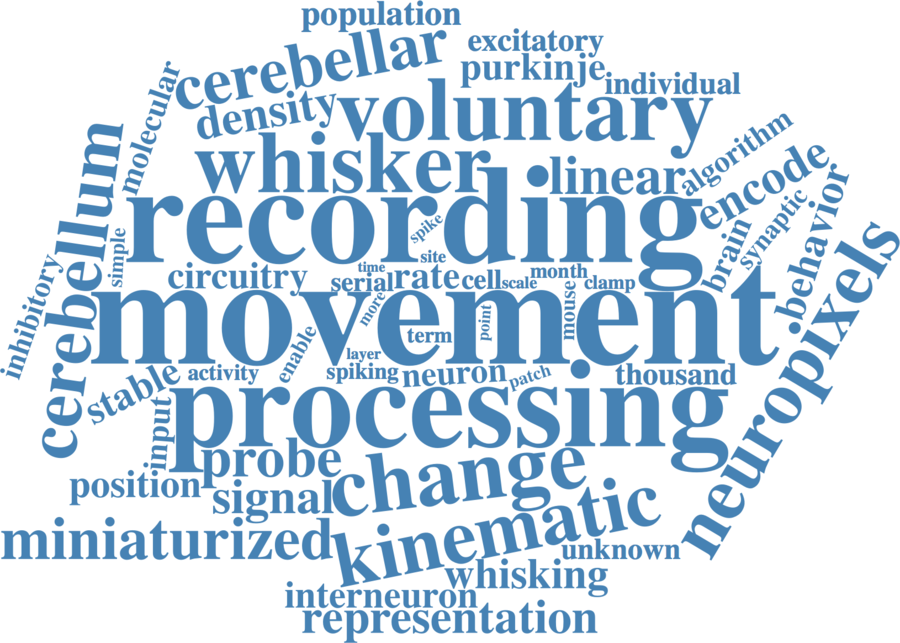 population
cerebellar
excitatory
purkinje
individual
molecular
density
voluntary
algorithm
cerebellum
whisker
linear
encode
recording
spike
synaptic
behavior
brain
simple
site
inhibitory
circuitry
time
serial
rate
cell
scale
month
clamp
neuropixels
movement
more
point
mouse
term
enable
layer
stable
activity
spiking
neuron
patch
thousand
input
processing
probe
change
position
signal
kinematic
miniaturized
unknown
whisking
interneuron
representation